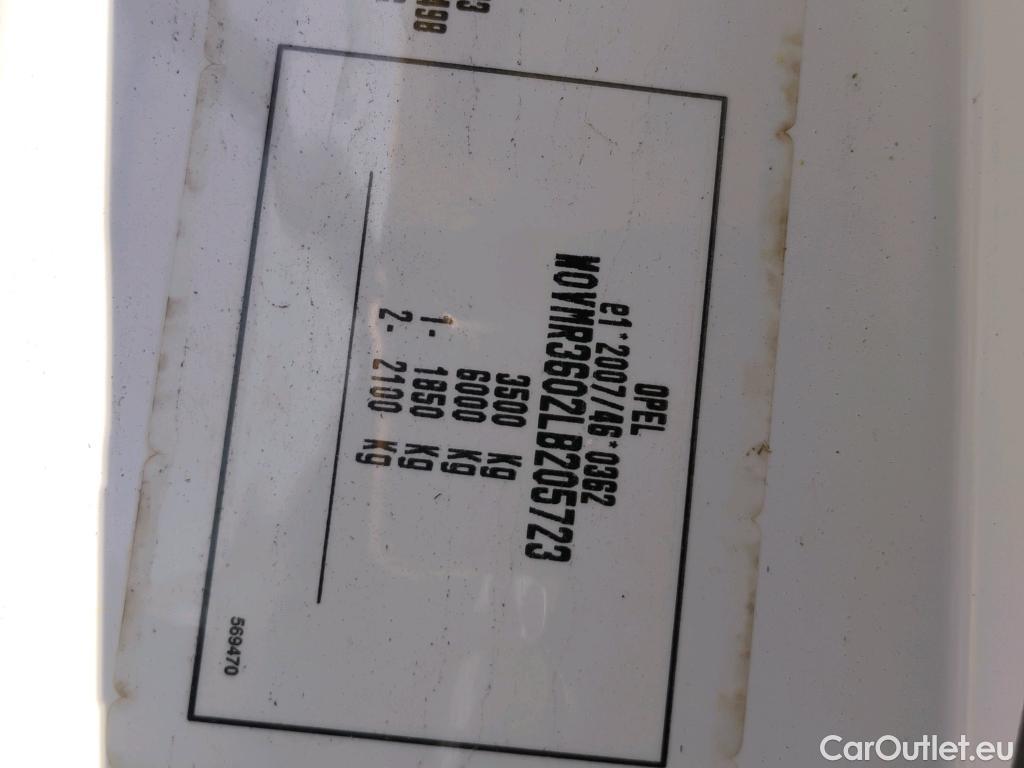 OPEL
e1*2007/46*0362
W0VMR3602LB205723
3500 Kg
6000 Kg
1- 1850 Kg
2- 2100 Kg
569470
CarOutlet.eu